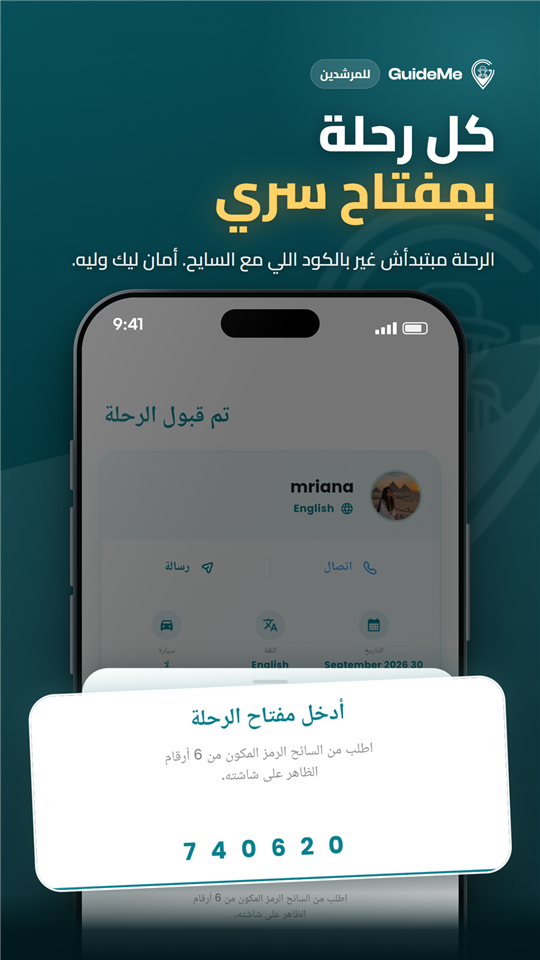 GuideMe للمرشدين
كل رحلة
بمفتاح سري
الرحلة مبتبدأش غير بالكود اللي مع السايح. أمان ليك وليه.
9:41
تم قبول الرحلة
mriana
English
اتصال رسالة
التاريخ اللغة سيارة
September 2026 30 English لا
أدخل مفتاح الرحلة
اطلب من السائح الرمز المكون من 6 أرقام
الظاهر على شاشته.
7 4 0 6 2 0
اطلب من السائح الرمز المكون من 6 أرقام
الظاهر على شاشته.